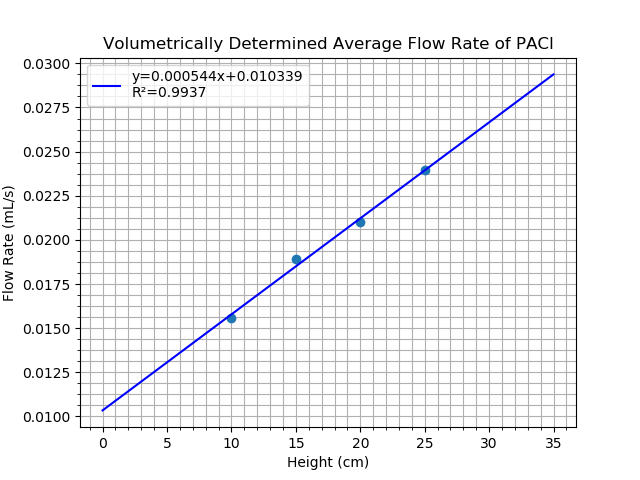 Volumetrically Determined Average Flow Rate of PACl
y=0.000544x+0.010339
R²=0.9937
0.0300
0.0275
0.0250
0.0225
0.0200
0.0175
0.0150
0.0125
0.0100
Flow Rate (mL/s)
0 5 10 15 20 25 30 35
Height (cm)